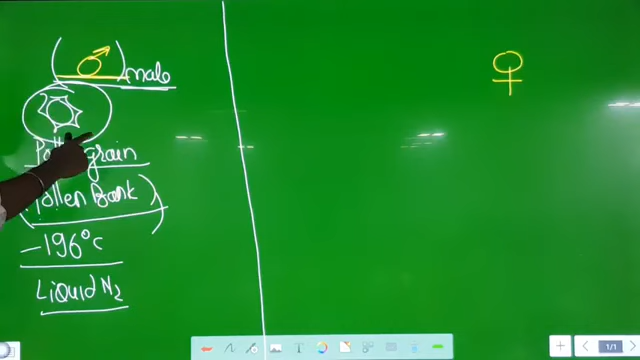 (♂) male
Pollen grain
(Pollen Bank)
-196°c
Liquid N2
♀
1/1